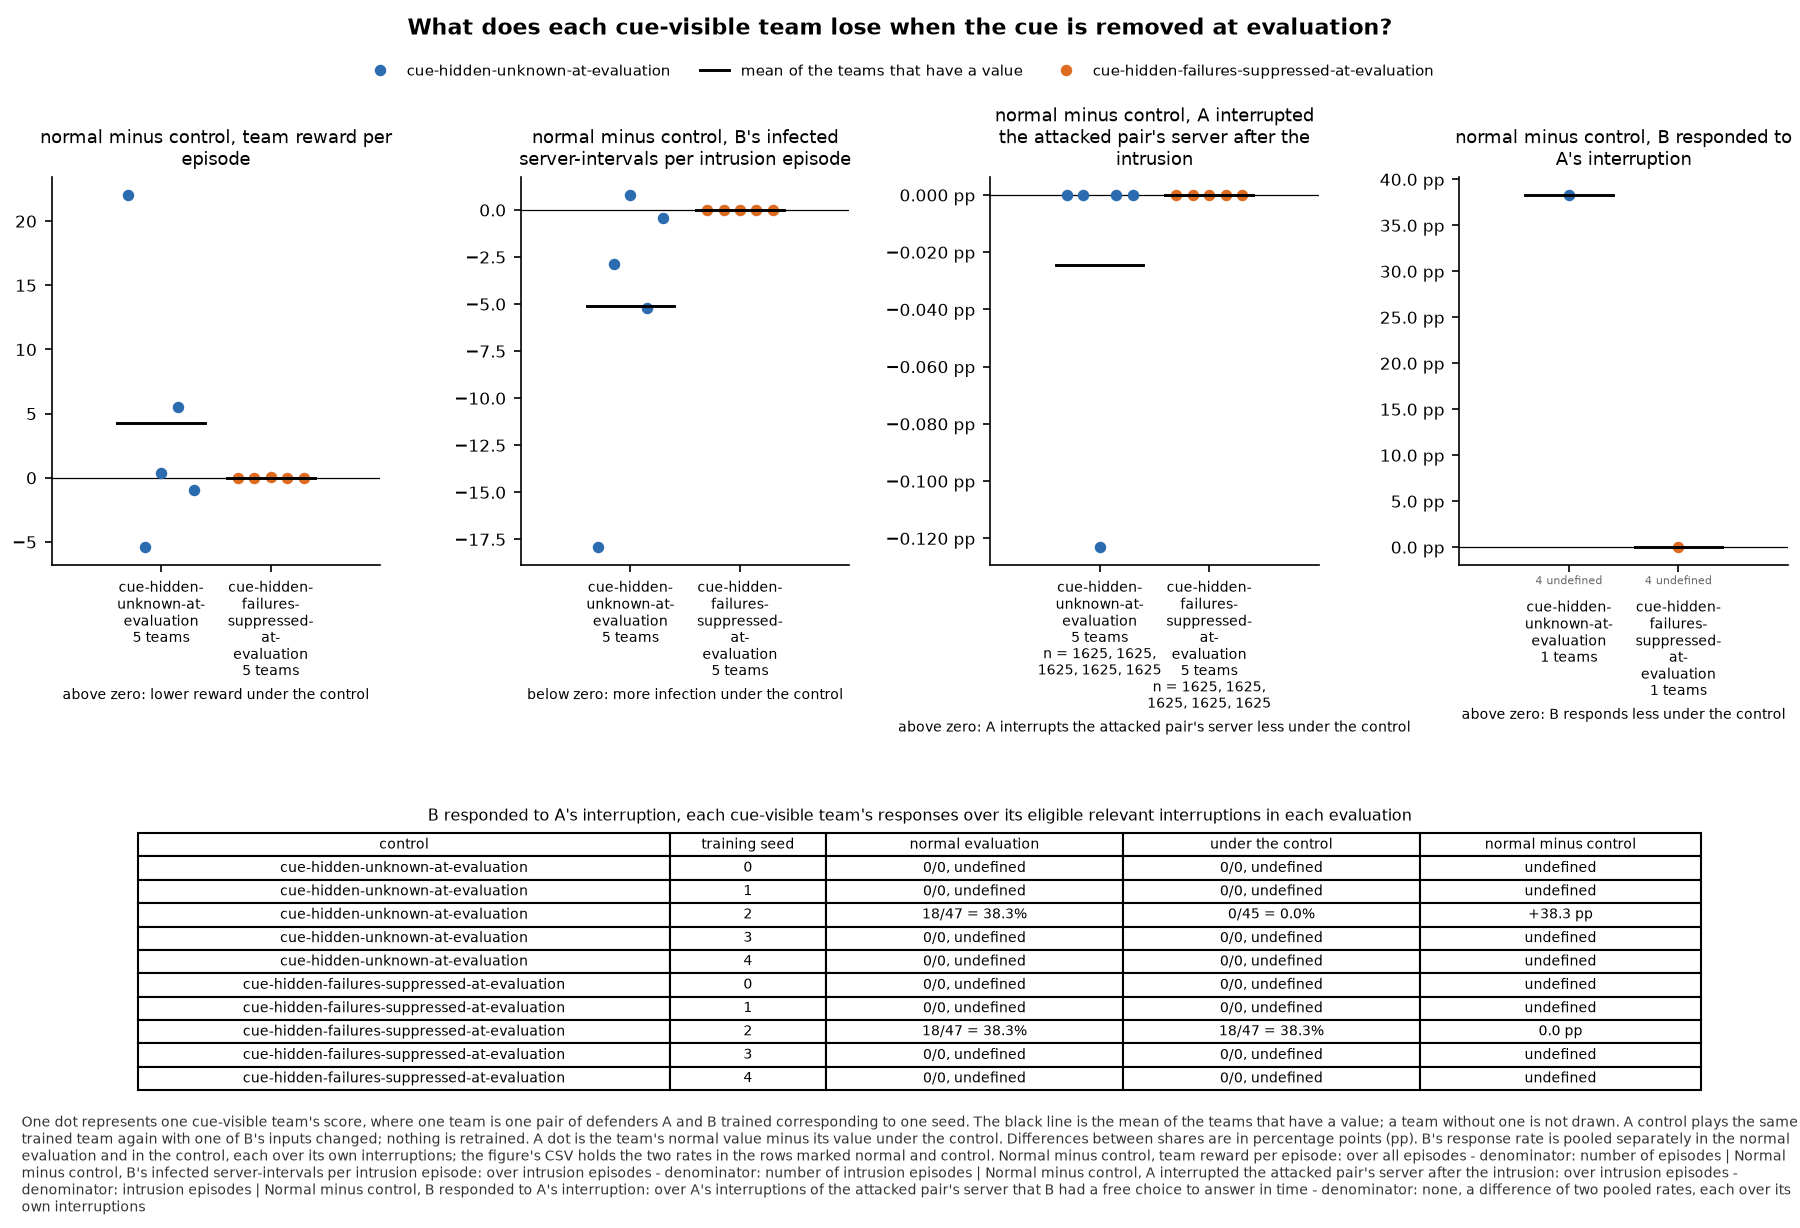 What does each cue-visible team lose when the cue is removed at evaluation?
cue-hidden-unknown-at-evaluation
mean of the teams that have a value
cue-hidden-failures-suppressed-at-evaluation
normal minus control, team reward per
episode
20
15
10
5
0
−5
cue-hidden-
unknown-at-
evaluation
5 teams
cue-hidden-
failures-
suppressed-
at-
evaluation
5 teams
above zero: lower reward under the control
normal minus control, B's infected
server-intervals per intrusion episode
0.0
−2.5
−5.0
−7.5
−10.0
−12.5
−15.0
−17.5
cue-hidden-
unknown-at-
evaluation
5 teams
cue-hidden-
failures-
suppressed-
at-
evaluation
5 teams
below zero: more infection under the control
normal minus control, A interrupted
the attacked pair's server after the
intrusion
0.000 pp
−0.020 pp
−0.040 pp
−0.060 pp
−0.080 pp
−0.100 pp
−0.120 pp
cue-hidden-
unknown-at-
evaluation
5 teams
n = 1625, 1625,
1625, 1625, 1625
cue-hidden-
failures-
suppressed-
at-
evaluation
5 teams
n = 1625, 1625,
1625, 1625, 1625
above zero: A interrupts the attacked pair's server less under the control
normal minus control, B responded to
A's interruption
40.0 pp
35.0 pp
30.0 pp
25.0 pp
20.0 pp
15.0 pp
10.0 pp
5.0 pp
0.0 pp
4 undefined
cue-hidden-
unknown-at-
evaluation
1 teams
4 undefined
cue-hidden-
failures-
suppressed-
at-
evaluation
1 teams
above zero: B responds less under the control
B responded to A's interruption, each cue-visible team's responses over its eligible relevant interruptions in each evaluation
control training seed normal evaluation under the control normal minus control
cue-hidden-unknown-at-evaluation 0 0/0, undefined 0/0, undefined undefined
cue-hidden-unknown-at-evaluation 1 0/0, undefined 0/0, undefined undefined
cue-hidden-unknown-at-evaluation 2 18/47 = 38.3% 0/45 = 0.0% +38.3 pp
cue-hidden-unknown-at-evaluation 3 0/0, undefined 0/0, undefined undefined
cue-hidden-unknown-at-evaluation 4 0/0, undefined 0/0, undefined undefined
cue-hidden-failures-suppressed-at-evaluation 0 0/0, undefined 0/0, undefined undefined
cue-hidden-failures-suppressed-at-evaluation 1 0/0, undefined 0/0, undefined undefined
cue-hidden-failures-suppressed-at-evaluation 2 18/47 = 38.3% 18/47 = 38.3% 0.0 pp
cue-hidden-failures-suppressed-at-evaluation 3 0/0, undefined 0/0, undefined undefined
cue-hidden-failures-suppressed-at-evaluation 4 0/0, undefined 0/0, undefined undefined
One dot represents one cue-visible team's score, where one team is one pair of defenders A and B trained corresponding to one seed. The black line is the mean of the teams that have a value; a team without one is not drawn. A control plays the same
trained team again with one of B's inputs changed; nothing is retrained. A dot is the team's normal value minus its value under the control. Differences between shares are in percentage points (pp). B's response rate is pooled separately in the normal
evaluation and in the control, each over its own interruptions; the figure's CSV holds the two rates in the rows marked normal and control. Normal minus control, team reward per episode: over all episodes - denominator: number of episodes | Normal
minus control, B's infected server-intervals per intrusion episode: over intrusion episodes - denominator: number of intrusion episodes | Normal minus control, A interrupted the attacked pair's server after the intrusion: over intrusion episodes -
denominator: intrusion episodes | Normal minus control, B responded to A's interruption: over A's interruptions of the attacked pair's server that B had a free choice to answer in time - denominator: none, a difference of two pooled rates, each over its
own interruptions